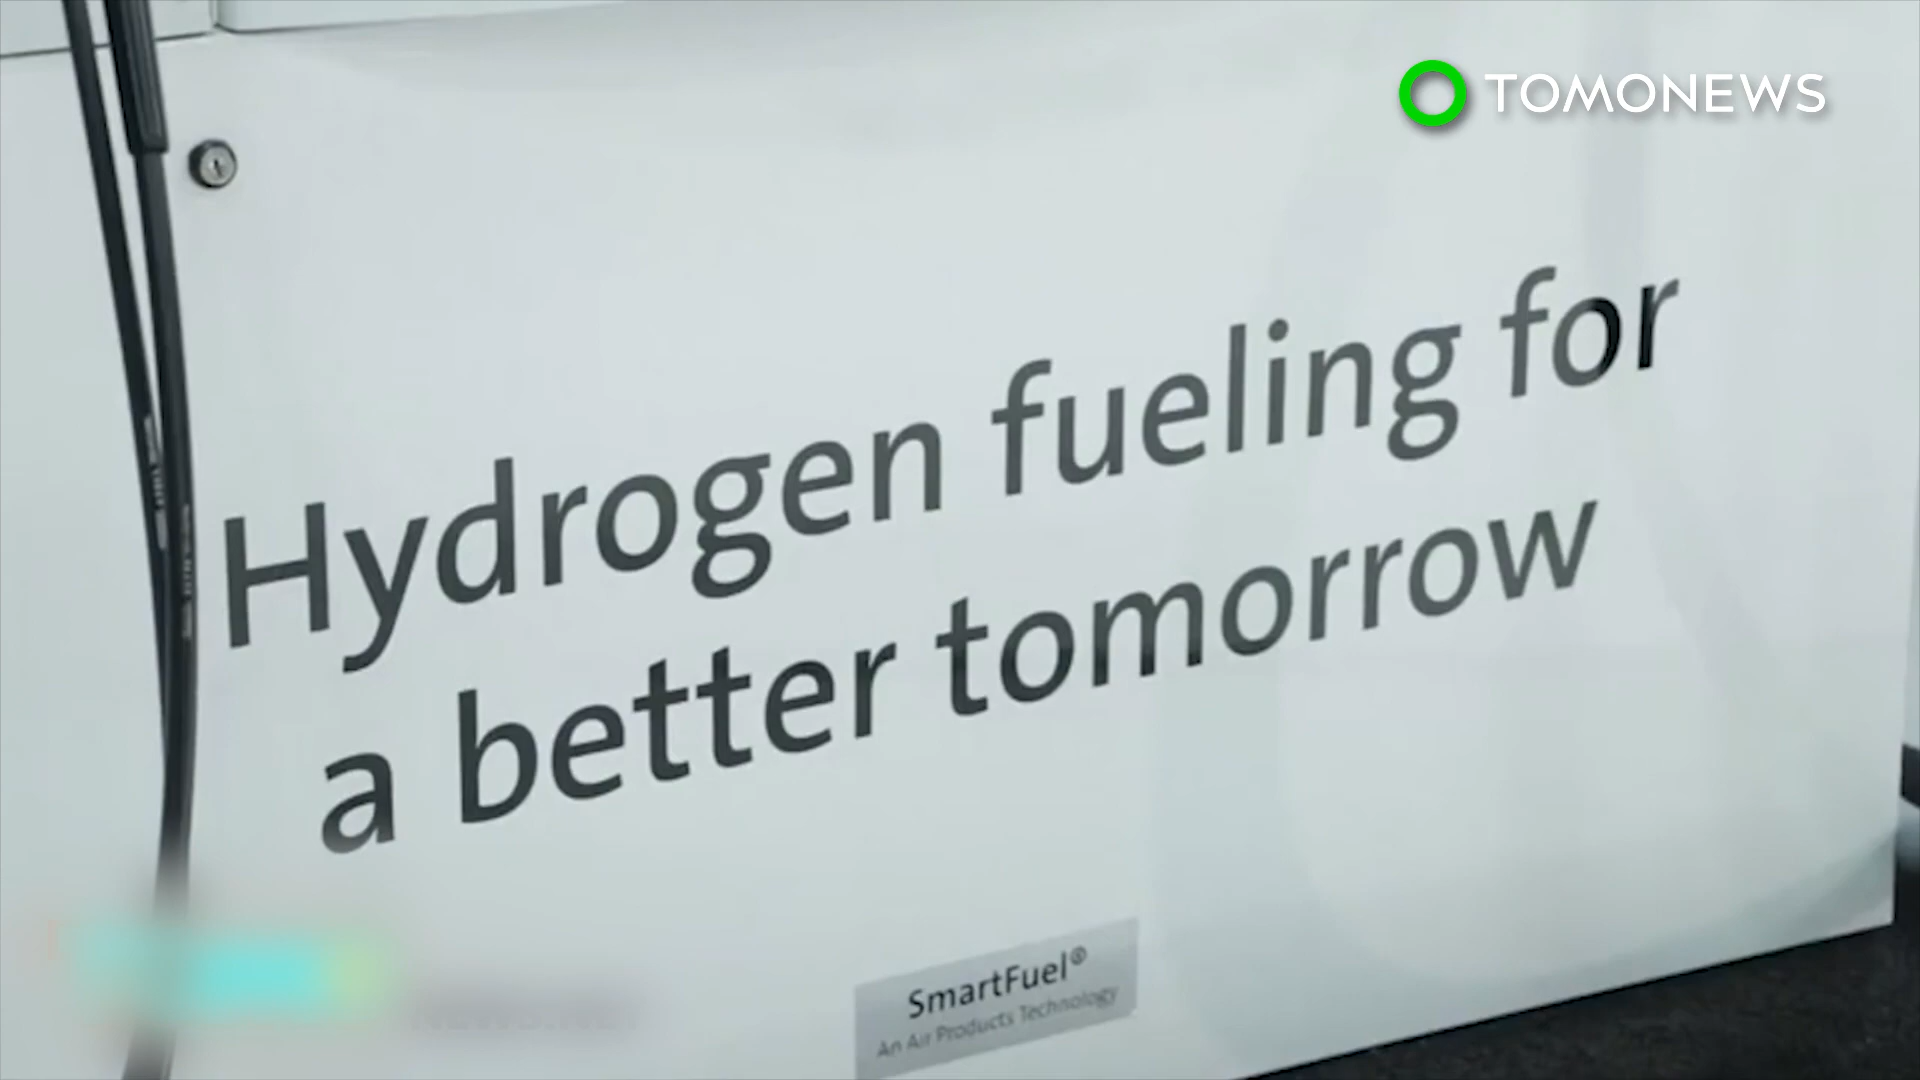 TOMONEWS
Hydrogen fueling for
a better tomorrow
SmartFuel®
An Air Products Technology